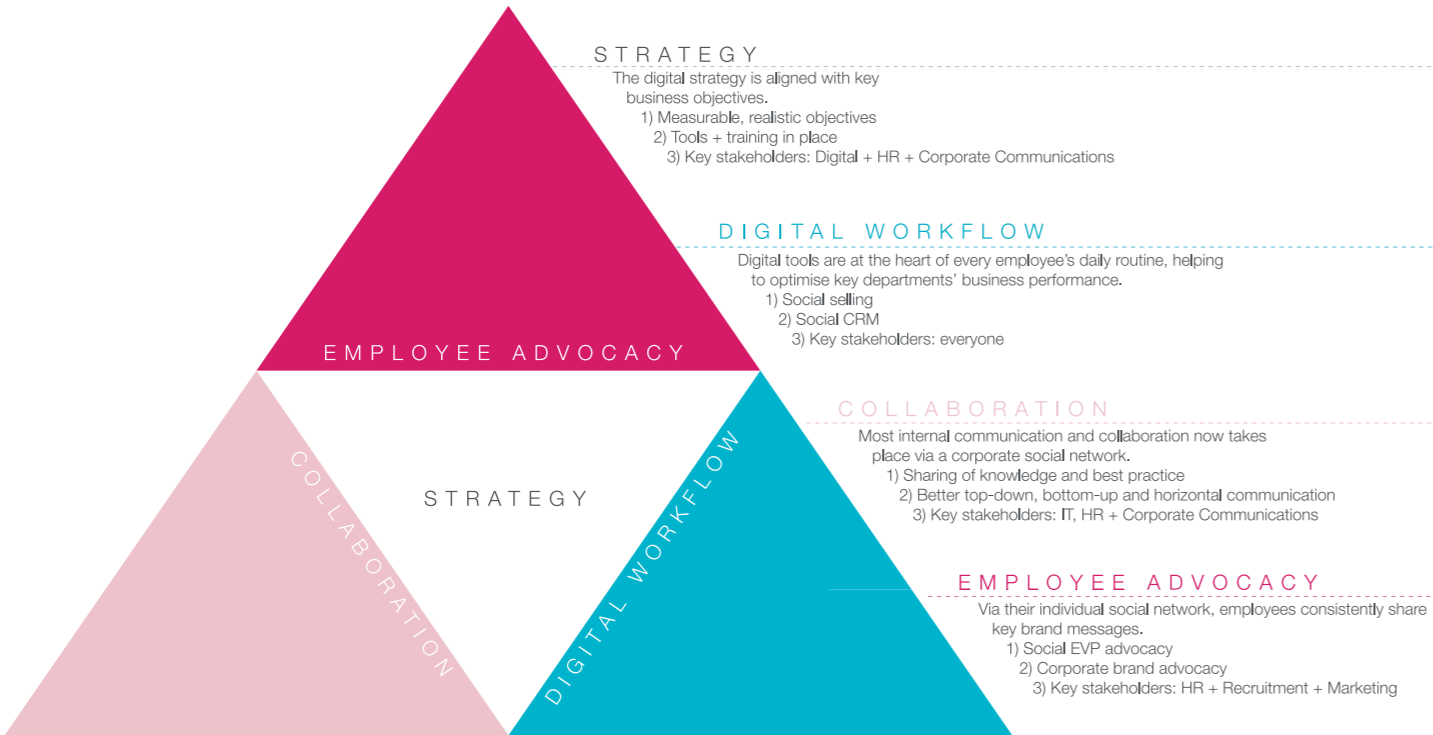 STRATEGY
The digital strategy is aligned with key
business objectives.
1) Measurable, realistic objectives
2) Tools + training in place
3) Key stakeholders: Digital + HR + Corporate Communications
DIGITAL WORKFLOW
Digital tools are at the heart of every employee's daily routine, helping
to optimise key departments' business performance.
1) Social selling
2) Social CRM
3) Key stakeholders: everyone
EMPLOYEE ADVOCACY
COLLABORATION
Most internal communication and collaboration now takes
place via a corporate social network.
1) Sharing of knowledge and best practice
2) Better top-down, bottom-up and horizontal communication
3) Key stakeholders: IT, HR + Corporate Communications
COLLABORATION
STRATEGY
DIGITAL WORKFLOW
EMPLOYEE ADVOCACY
Via their individual social network, employees consistently share
key brand messages.
1) Social EVP advocacy
2) Corporate brand advocacy
3) Key stakeholders: HR + Recruitment + Marketing